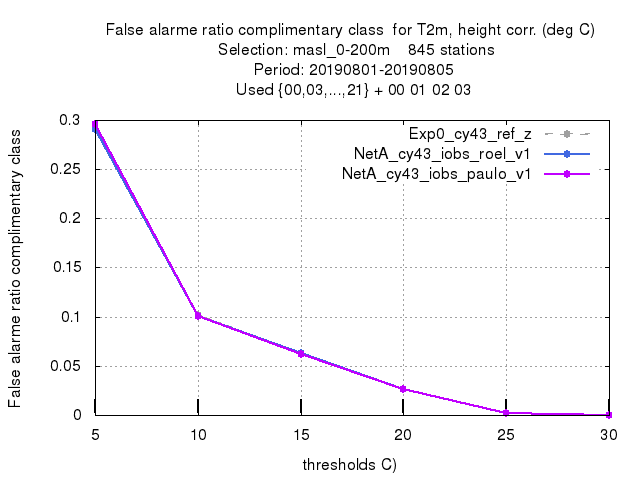 False alarme ratio complimentary class  for T2m, height corr. (deg C)
Selection: masl_0-200m    845 stations
Period: 20190801-20190805
Used {00,03,...,21} + 00 01 02 03
Exp0_cy43_ref_z
NetA_cy43_iobs_roel_v1
NetA_cy43_iobs_paulo_v1
False alarme ratio complimentary class
0.3
0.25
0.2
0.15
0.1
0.05
0
5 10 15 20 25 30
thresholds C)